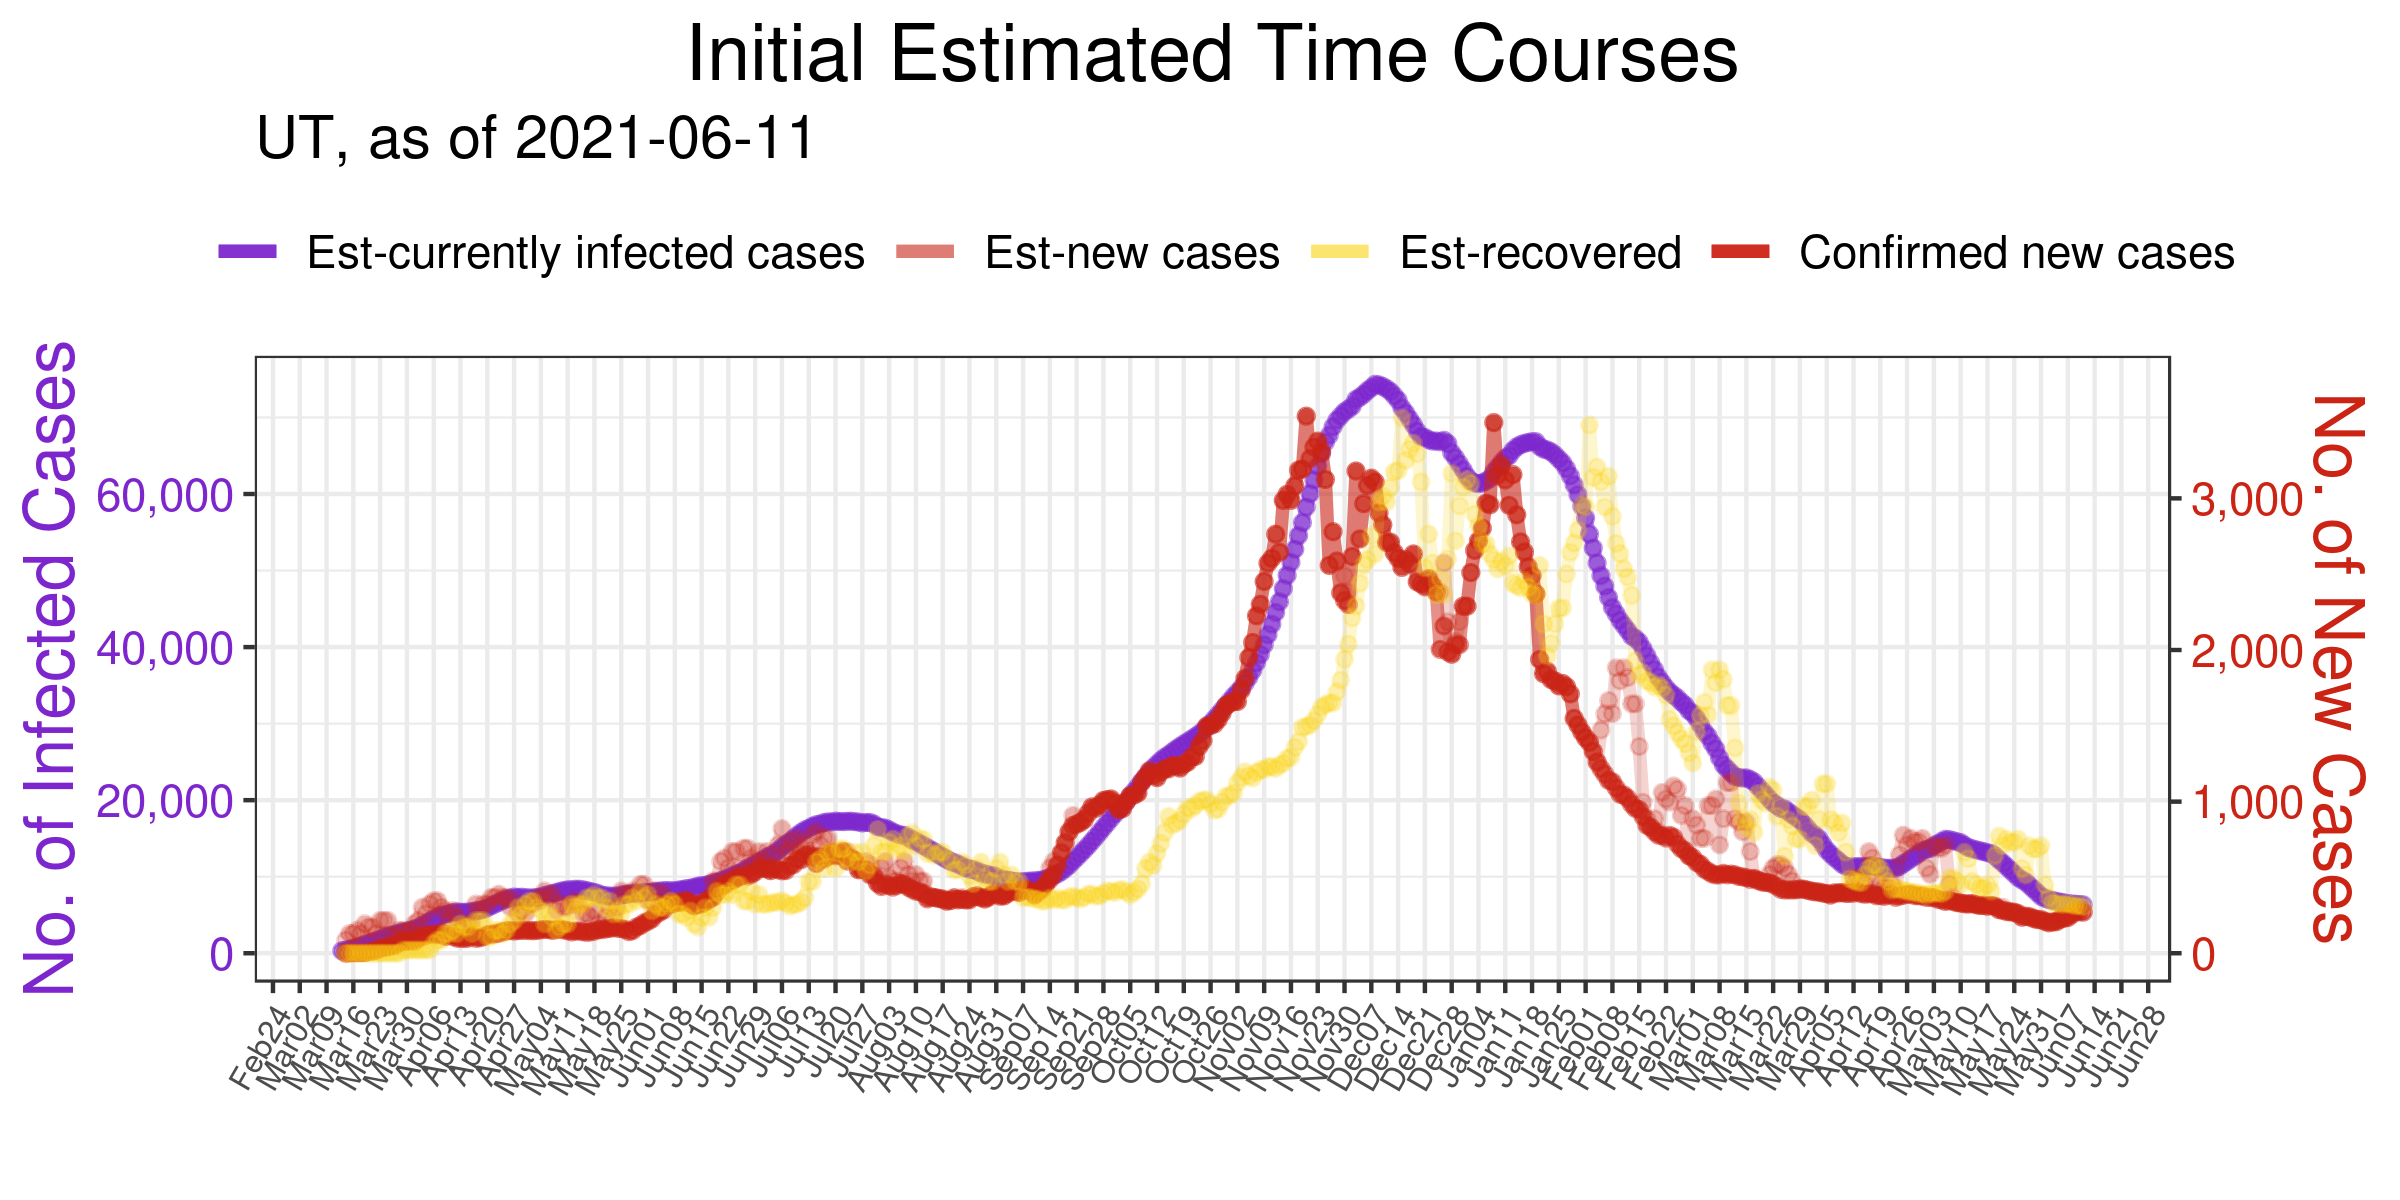 Initial Estimated Time Courses
UT, as of 2021-06-11
Est-currently infected cases Est-new cases Est-recovered Confirmed new cases
No. of Infected Cases
60,000
40,000
20,000
0
3,000
2,000
1,000
0
No. of New Cases
Feb24 Mar02 Mar09 Mar16 Mar23 Mar30 Apr06 Apr13 Apr20 Apr27 May04 May11 May18 May25 Jun01 Jun08 Jun15 Jun22 Jun29 Jul06 Jul13 Jul20 Jul27 Aug03 Aug10 Aug17 Aug24 Aug31 Sep07 Sep14 Sep21 Sep28 Oct05 Oct12 Oct19 Oct26 Nov02 Nov09 Nov16 Nov23 Nov30 Dec07 Dec14 Dec21 Dec28 Jan04 Jan11 Jan18 Jan25 Feb01 Feb08 Feb15 Feb22 Mar01 Mar08 Mar15 Mar22 Mar29 Apr05 Apr12 Apr19 Apr26 May03 May10 May17 May24 May31 Jun07 Jun14 Jun21 Jun28